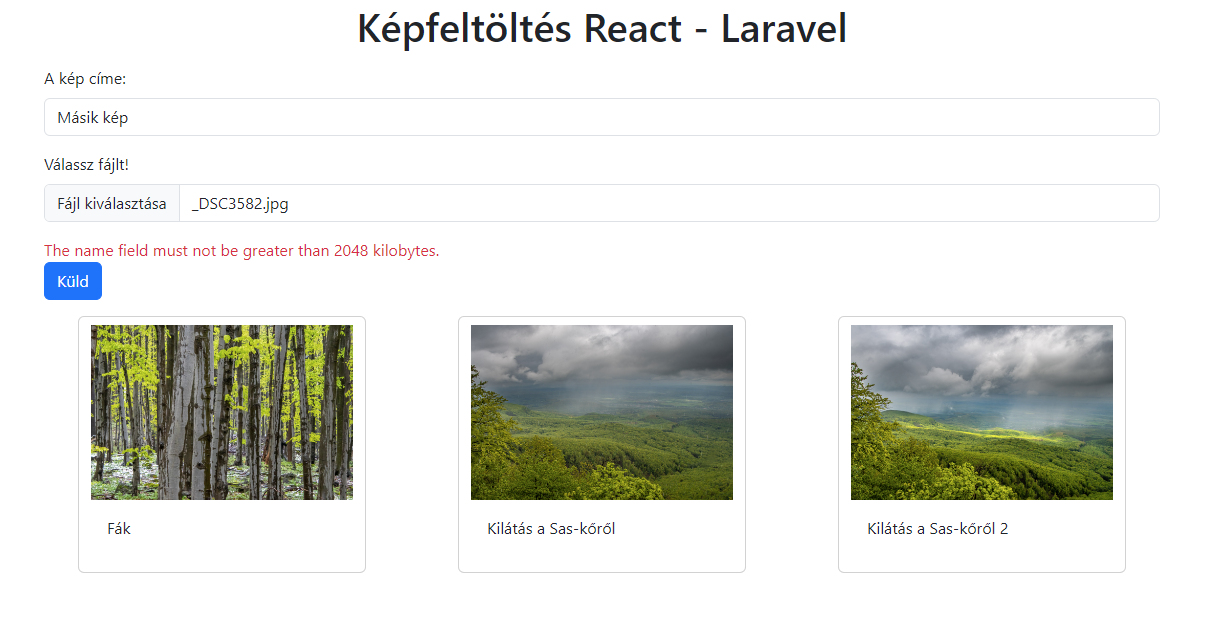 Képfeltöltés React - Laravel
A kép címe:
Másik kép
Válassz fájlt!
Fájl kiválasztása _DSC3582.jpg
The name field must not be greater than 2048 kilobytes.
Küld
Fák
Kilátás a Sas-kőről
Kilátás a Sas-kőről 2